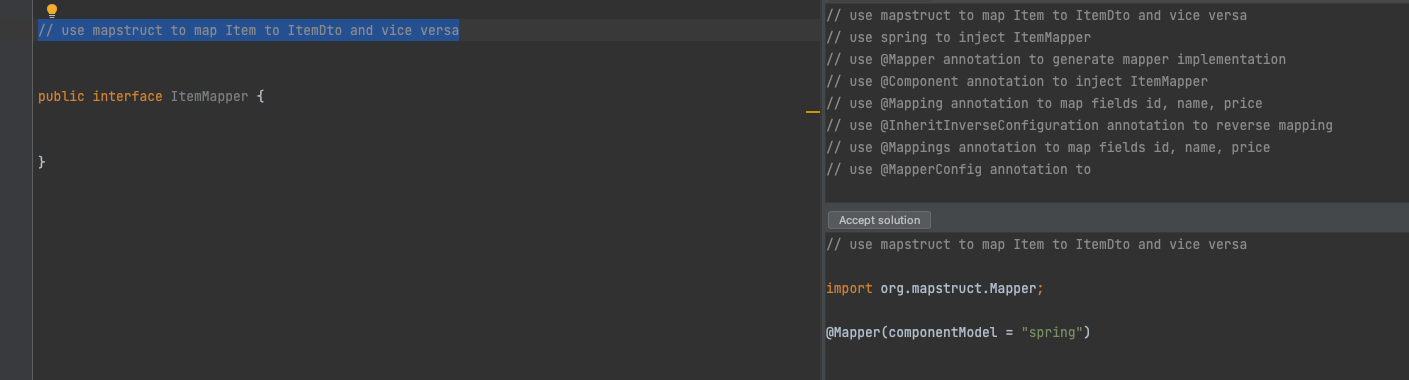 // use mapstruct to map Item to ItemDto and vice versa
public interface ItemMapper {
}
// use mapstruct to map Item to ItemDto and vice versa
// use spring to inject ItemMapper
// use @Mapper annotation to generate mapper implementation
// use @Component annotation to inject ItemMapper
// use @Mapping annotation to map fields id, name, price
// use @InheritInverseConfiguration annotation to reverse mapping
// use @Mappings annotation to map fields id, name, price
// use @MapperConfig annotation to
Accept solution
// use mapstruct to map Item to ItemDto and vice versa
import org.mapstruct.Mapper;
@Mapper(componentModel = "spring")